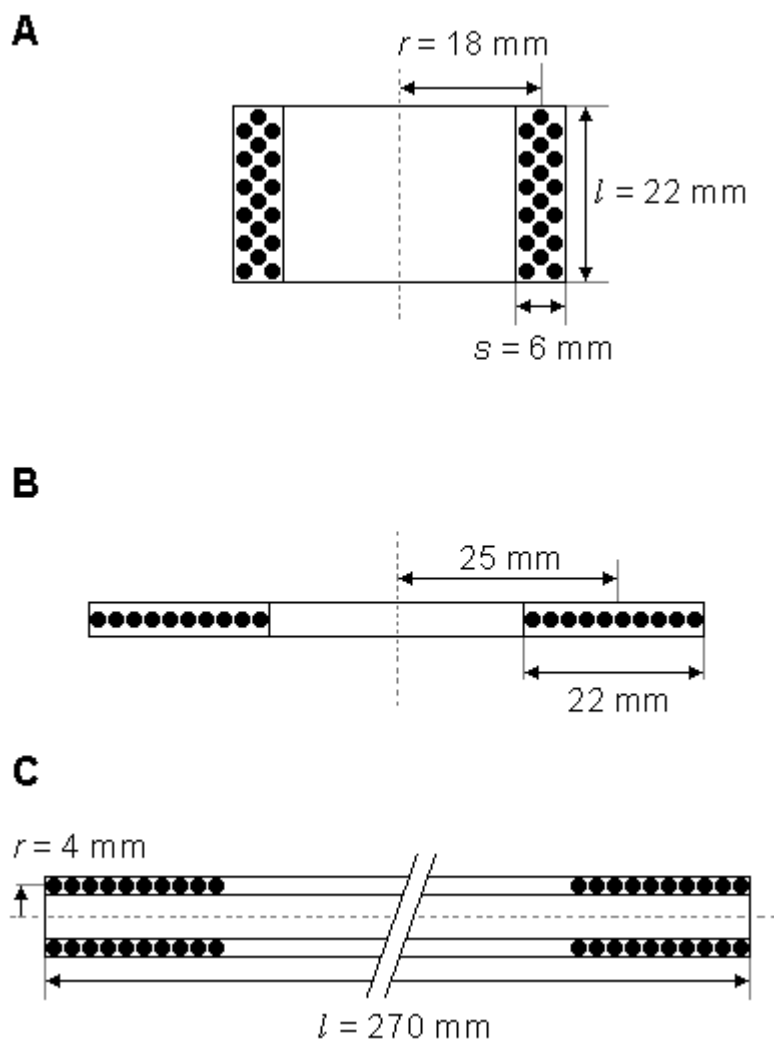 A
r = 18 mm
l = 22 mm
s = 6 mm
B
25 mm
22 mm
C
r = 4 mm
l = 270 mm